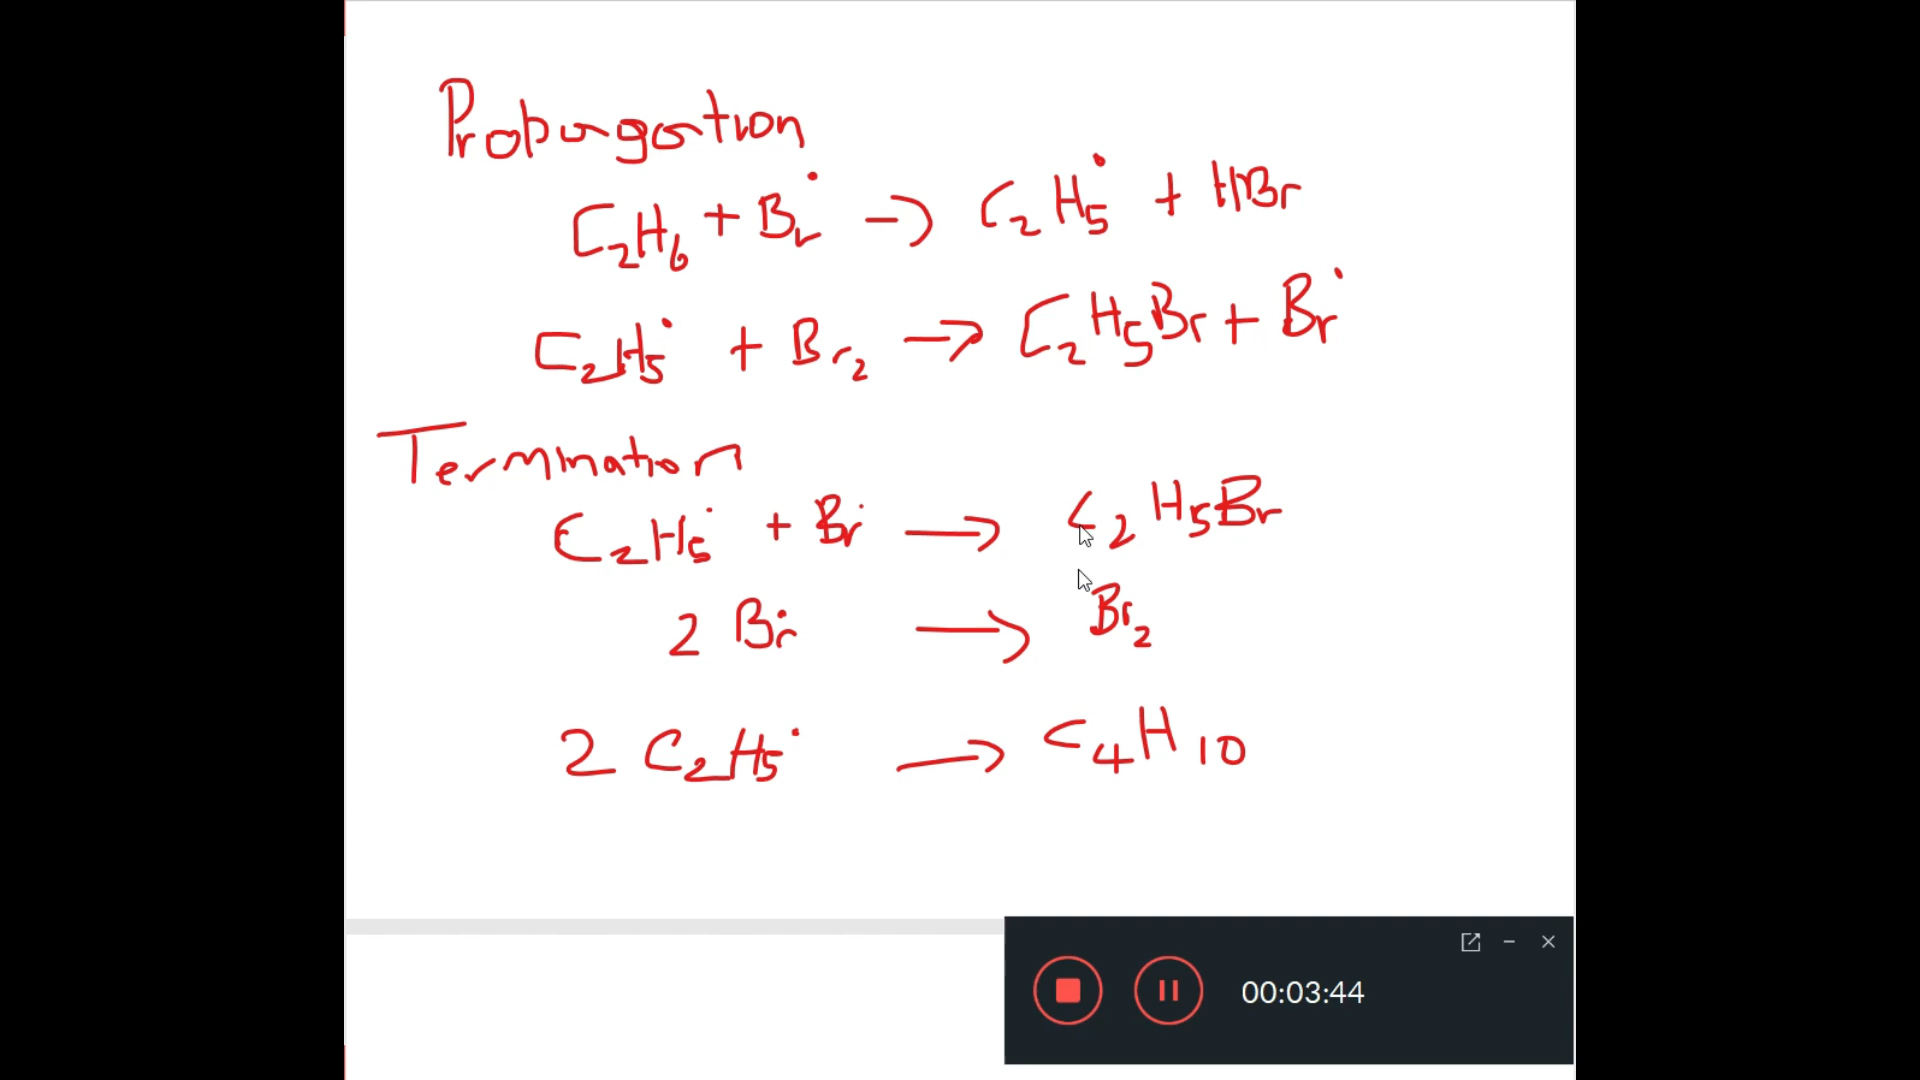 Probagation
C₂H₆ + Br˙ → C₂H₅˙ + HBr
C₂H₅˙ + Br₂ → C₂H₅Br + Br˙
Termination
C₂H₅˙ + Br˙ → C₂H₅Br
2 Br˙ → Br₂
2 C₂H₅˙ → C₄H₁₀
00:03:44